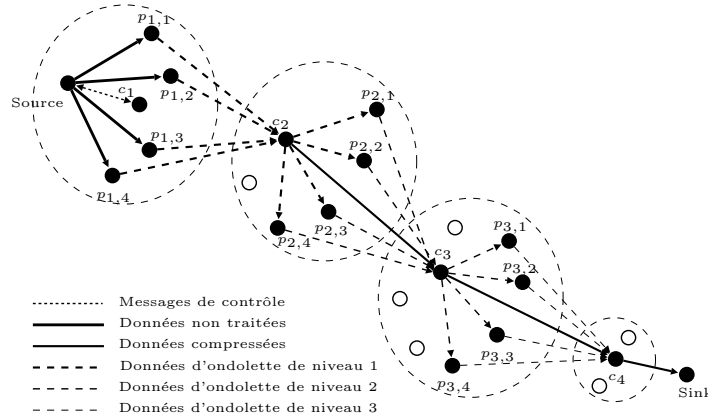 p1,1
Source
c1
p1,2
p1,3
p1,4
c2
p2,1
p2,2
p2,3
p2,4
c3
p3,1
p3,2
p3,3
p3,4
c4
Sink
Messages de contrôle
Données non traitées
Données compressées
Données d'ondolette de niveau 1
Données d'ondolette de niveau 2
Données d'ondolette de niveau 3